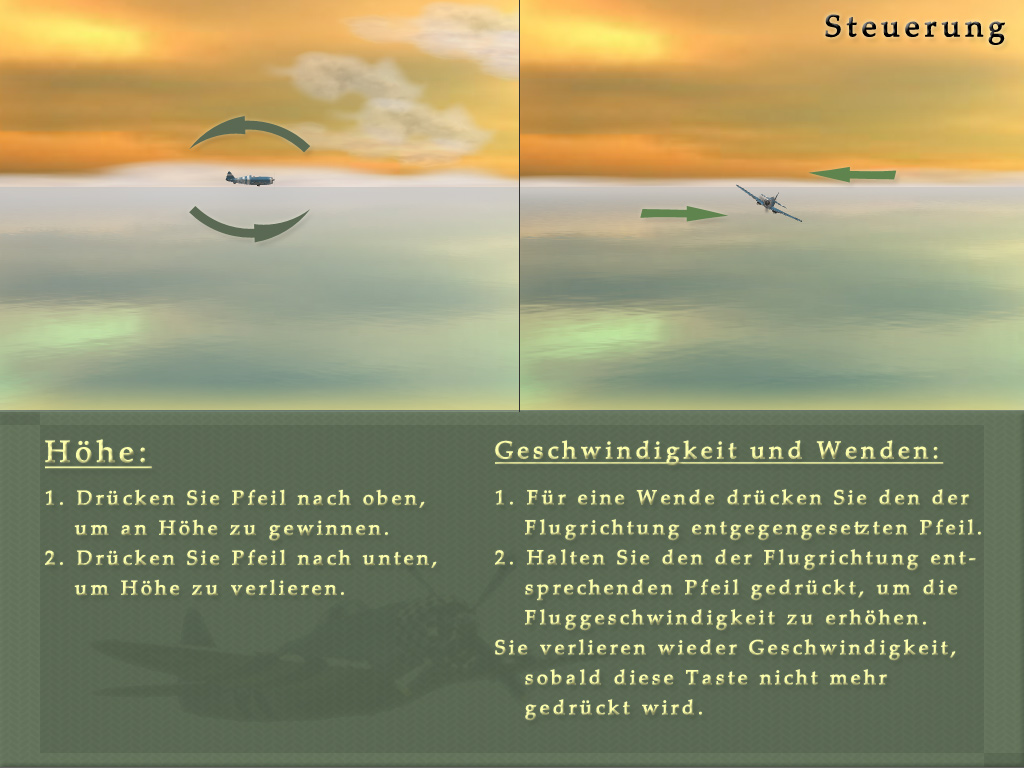 Steuerung
Höhe:
1. Drücken Sie Pfeil nach oben,
um an Höhe zu gewinnen.
2. Drücken Sie Pfeil nach unten,
um Höhe zu verlieren.
Geschwindigkeit und Wenden:
1. Für eine Wende drücken Sie den der
Flugrichtung entgegengesetzten Pfeil.
2. Halten Sie den der Flugrichtung ent-
sprechenden Pfeil gedrückt, um die
Fluggeschwindigkeit zu erhöhen.
Sie verlieren wieder Geschwindigkeit,
sobald diese Taste nicht mehr
gedrückt wird.